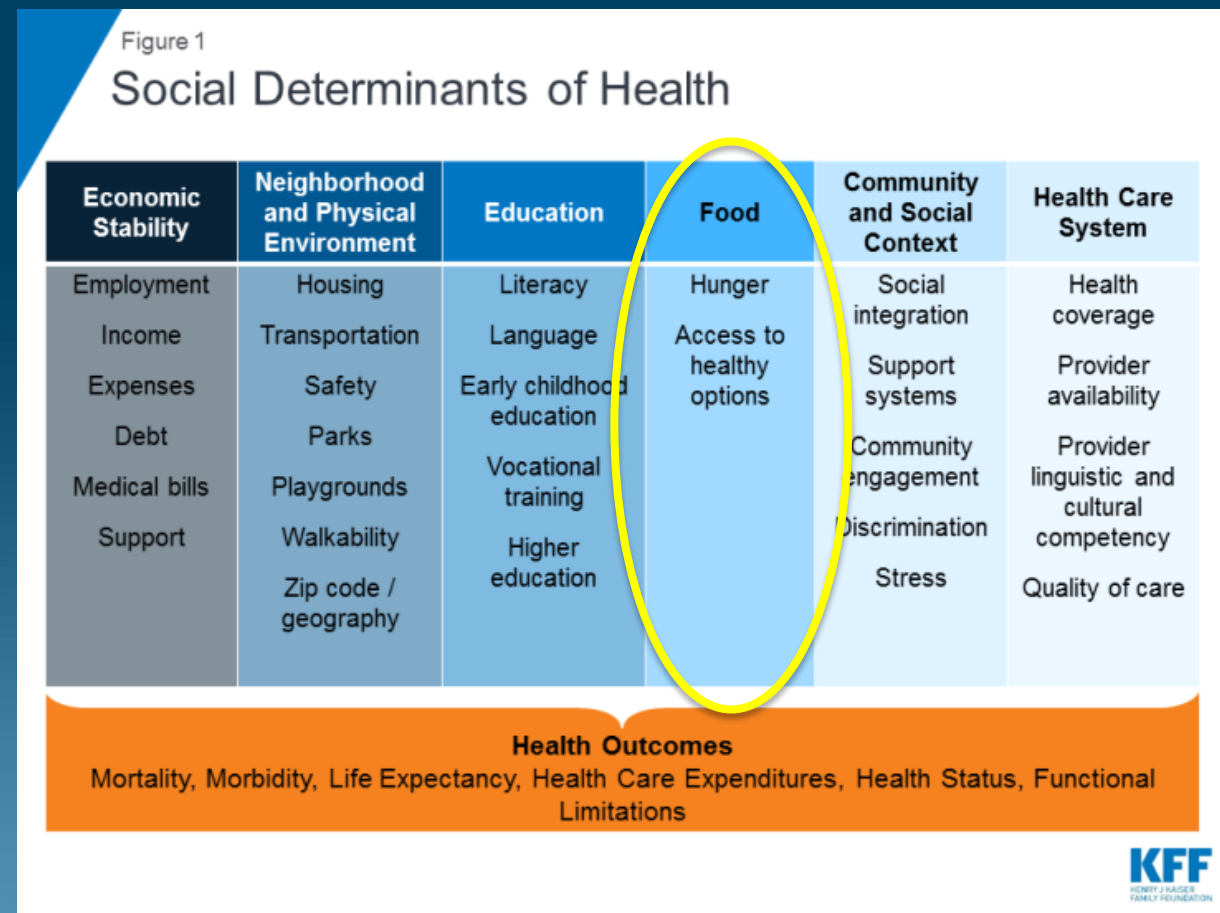 Figure 1
Social Determinants of Health
Economic
Stability
Employment
Income
Expenses
Debt
Medical bills
Support
Neighborhood
and Physical
Environment
Housing
Transportation
Safety
Parks
Playgrounds
Walkability
Zip code /
geography
Education
Literacy
Language
Early childhood
education
Vocational
training
Higher
education
Food
Hunger
Access to
healthy
options
Community
and Social
Context
Social
integration
Support
systems
Community
engagement
Discrimination
Stress
Health Care
System
Health
coverage
Provider
availability
Provider
linguistic and
cultural
competency
Quality of care
Health Outcomes
Mortality, Morbidity, Life Expectancy, Health Care Expenditures, Health Status, Functional
Limitations
KFF
HENRY J KAISER
FAMILY FOUNDATION